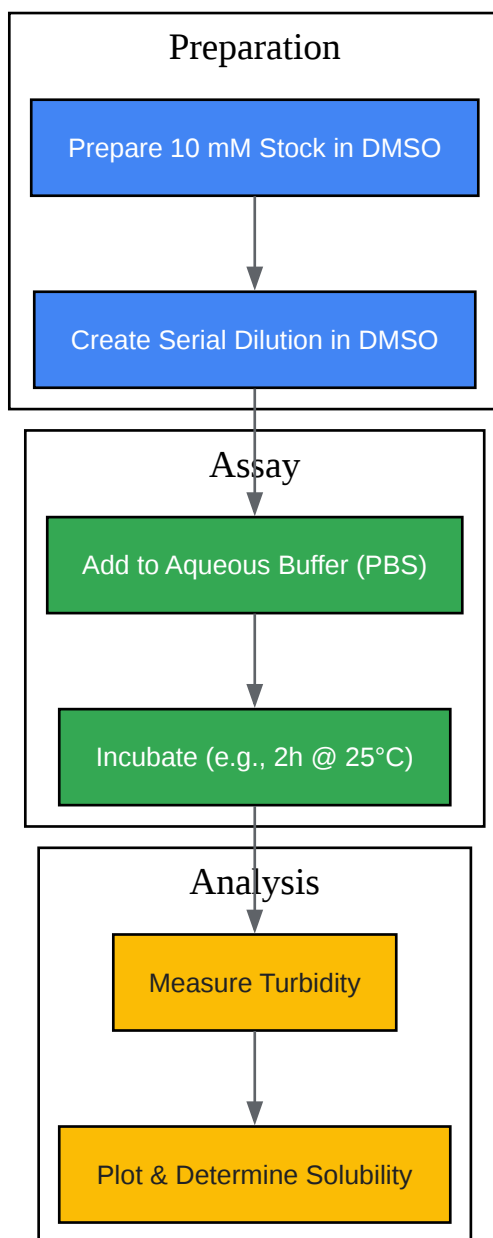 Preparation
Prepare 10 mM Stock in DMSO
Create Serial Dilution in DMSO
Assay
Add to Aqueous Buffer (PBS)
Incubate (e.g., 2h @ 25°C)
Analysis
Measure Turbidity
Plot & Determine Solubility